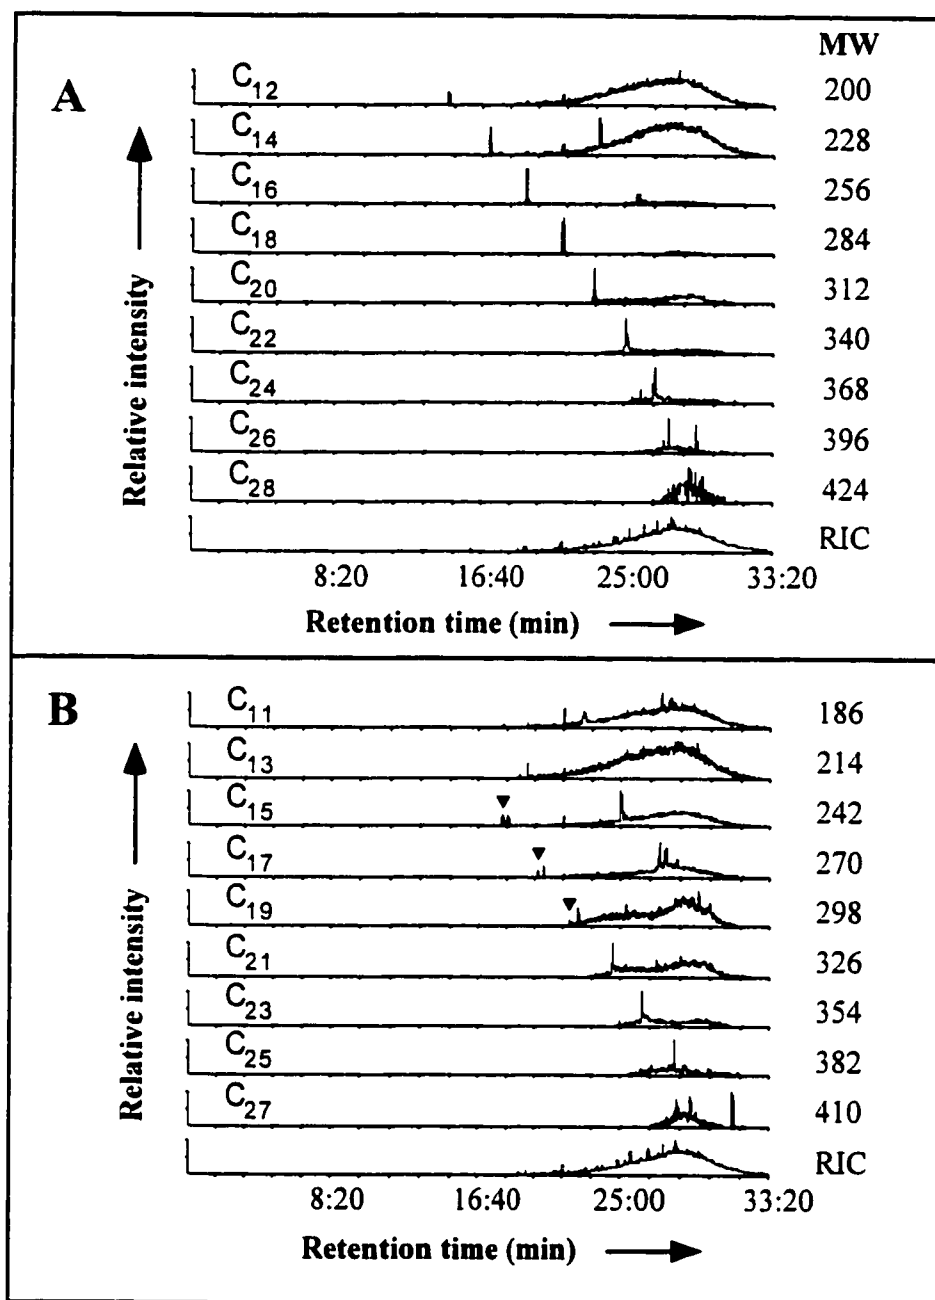 MW
A
C12 200
C14 228
C16 256
C18 284
C20 312
C22 340
C24 368
C26 396
C28 424
RIC
Relative intensity
8:20 16:40 25:00 33:20
Retention time (min)
B
C11 186
C13 214
C15 242
C17 270
C19 298
C21 326
C23 354
C25 382
C27 410
RIC
Relative intensity
8:20 16:40 25:00 33:20
Retention time (min)